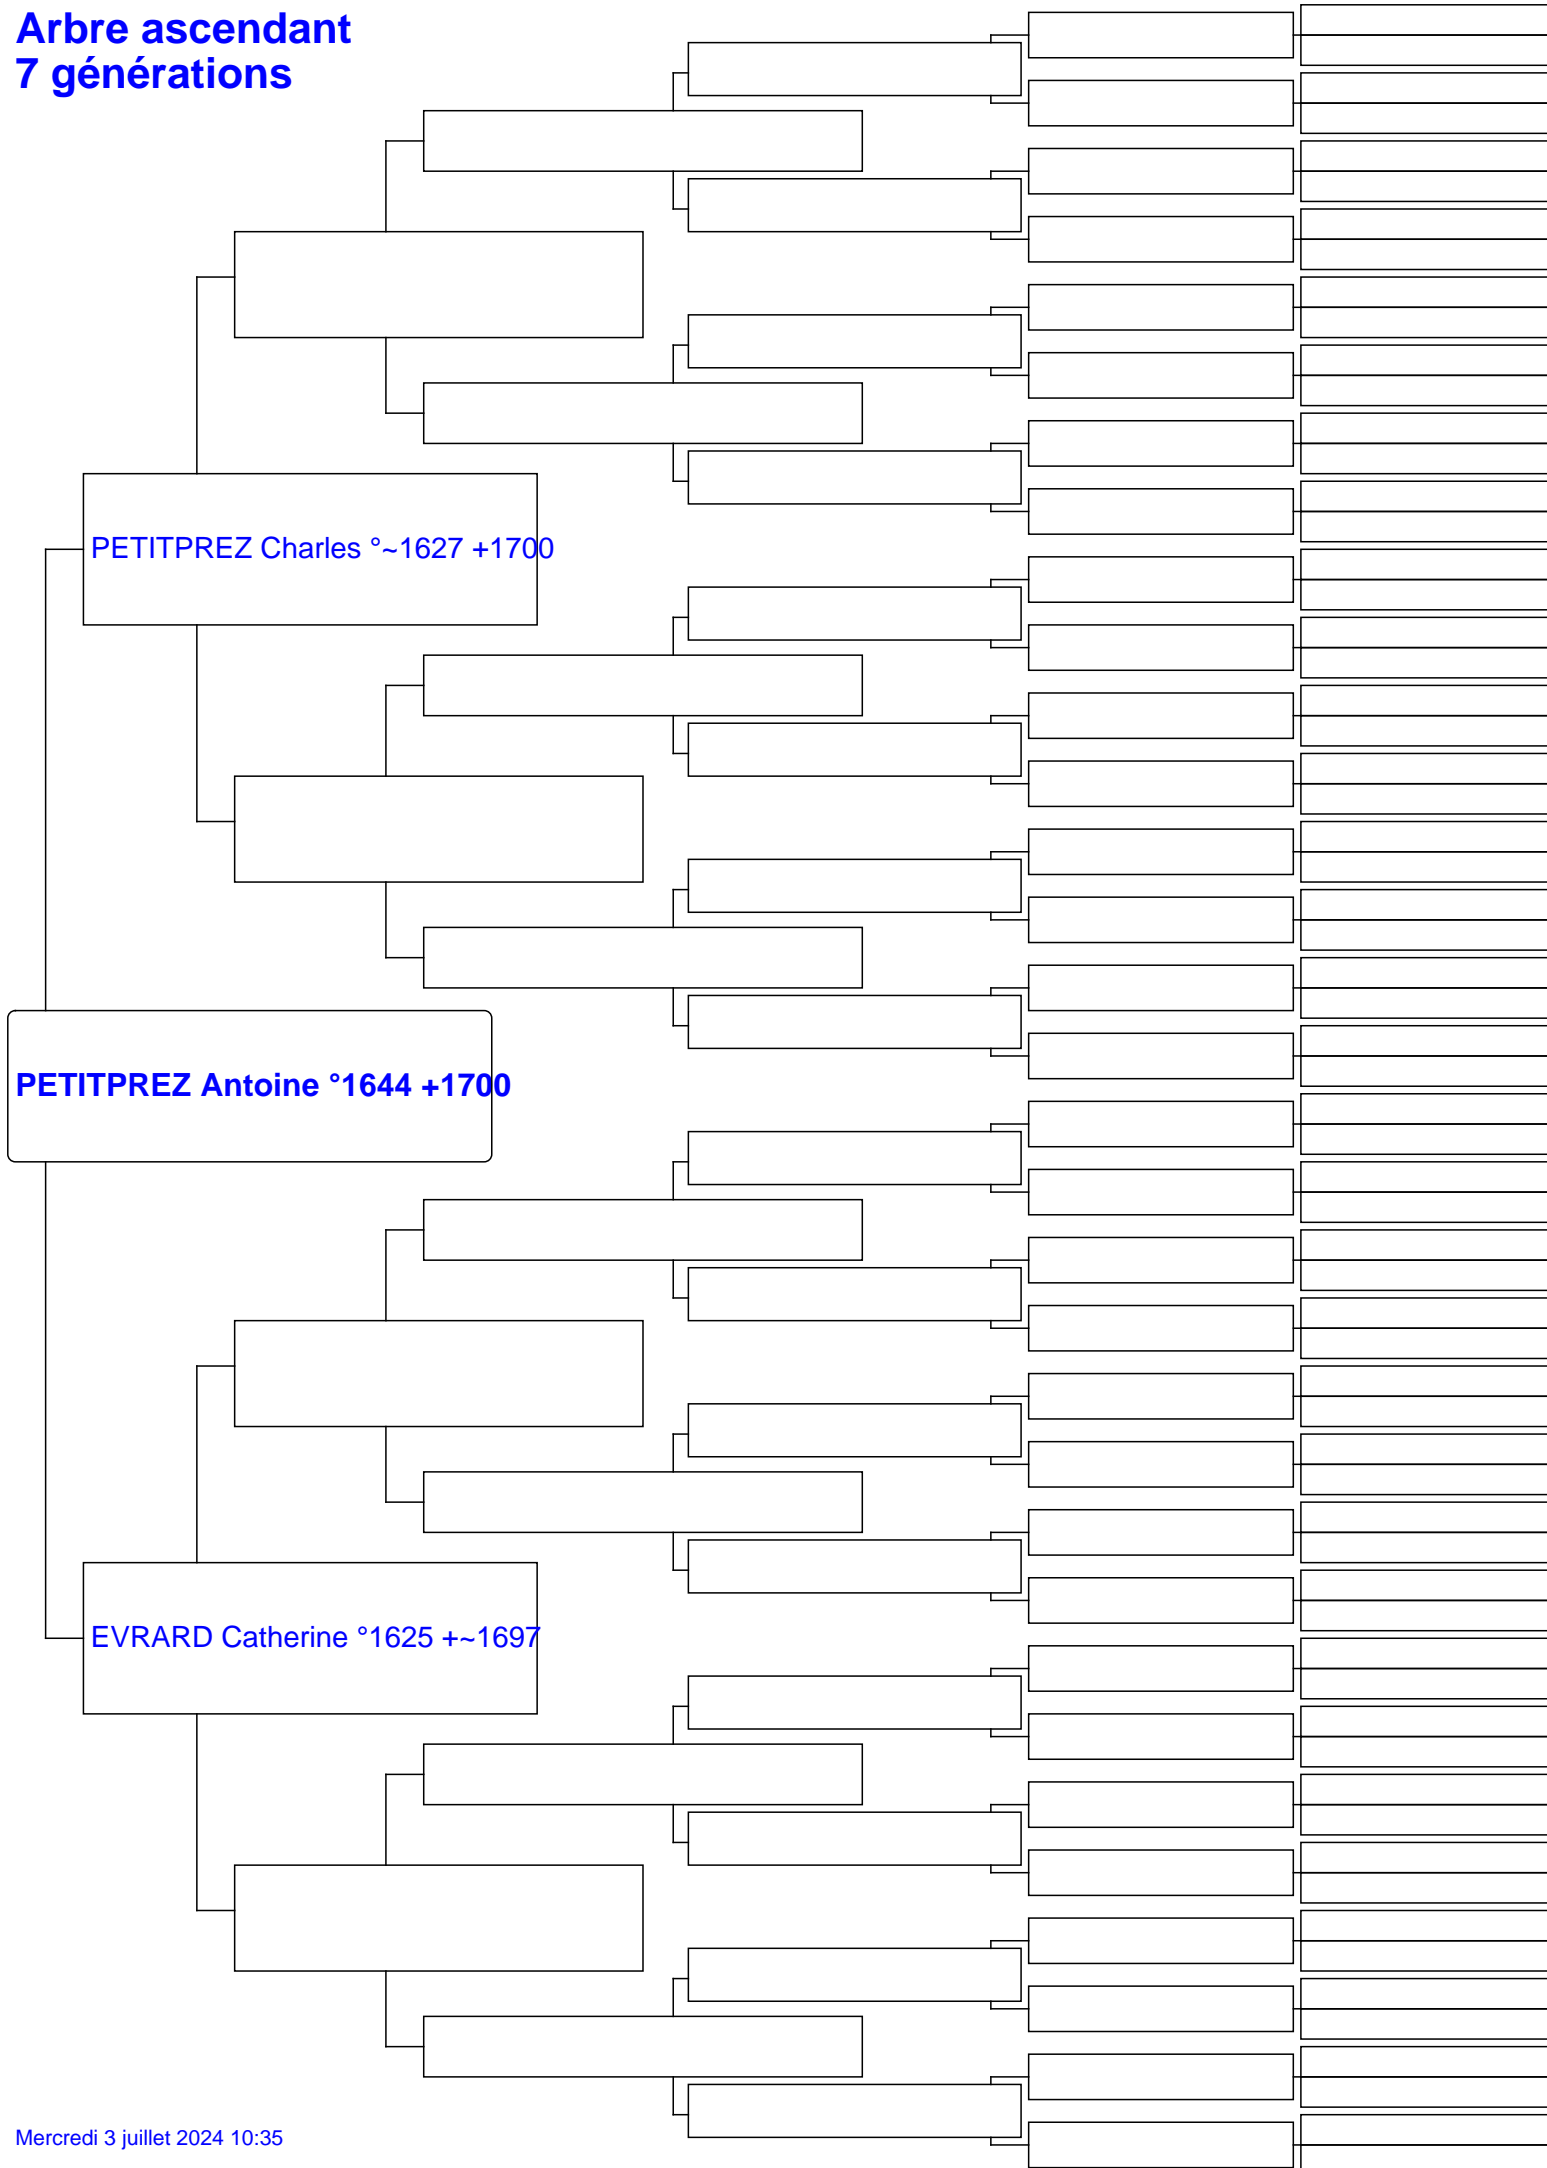 Arbre ascendant
7 générations
PETITPREZ Charles °~1627 +1700
PETITPREZ Antoine °1644 +1700
EVRARD Catherine °1625 +~1697
Mercredi 3 juillet 2024 10:35